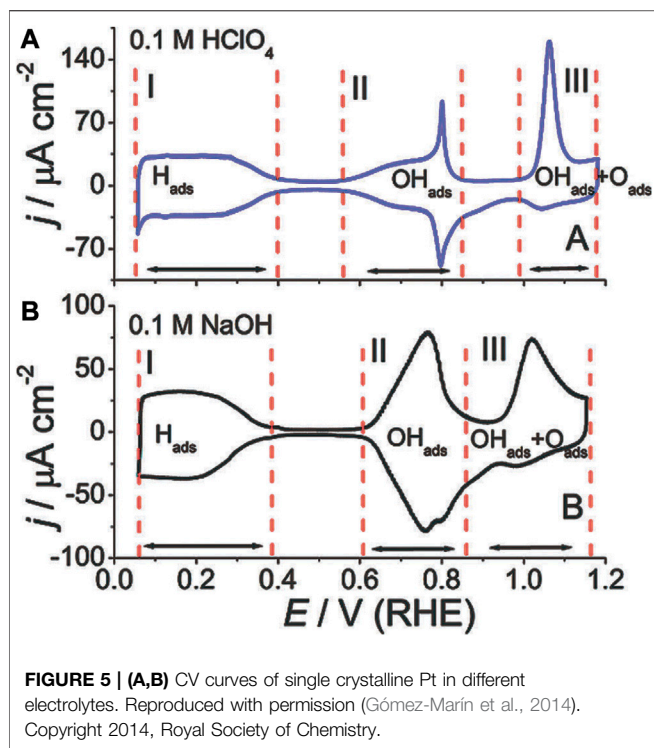 A
0.1 M HClO₄
140
70
0
-70
j / μA cm⁻²
I
II
III
Hads
OHads
OHads+Oads
A
B
0.1 M NaOH
100
50
0
-50
-100
I
II
III
Hads
OHads
OHads+Oads
B
0.0 0.2 0.4 0.6 0.8 1.0 1.2
E / V (RHE)
j / μA cm⁻²
FIGURE 5 | (A,B) CV curves of single crystalline Pt in different
electrolytes. Reproduced with permission (Gómez-Marín et al., 2014).
Copyright 2014, Royal Society of Chemistry.